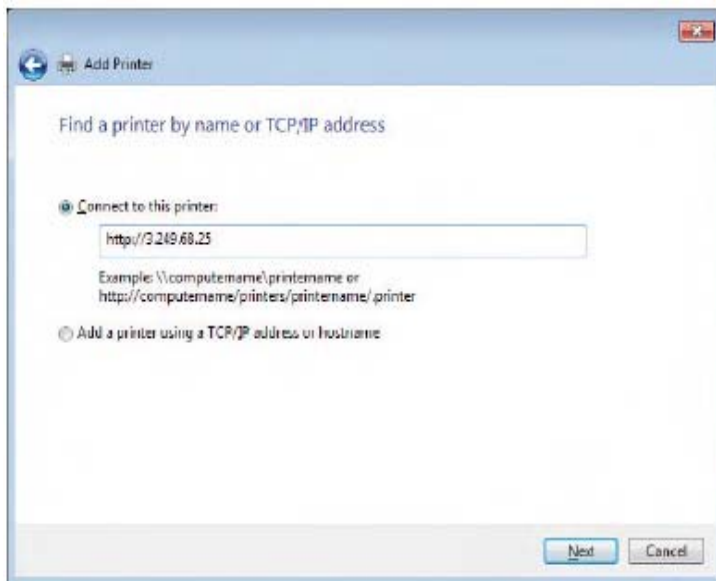 Add Printer
Find a printer by name or TCP/IP address
Connect to this printer:
http://3.249.68.25
Example: \\computername\printername or
http://computername/printers/printername/.printer
Add a printer using a TCP/IP address or hostname
Next
Cancel